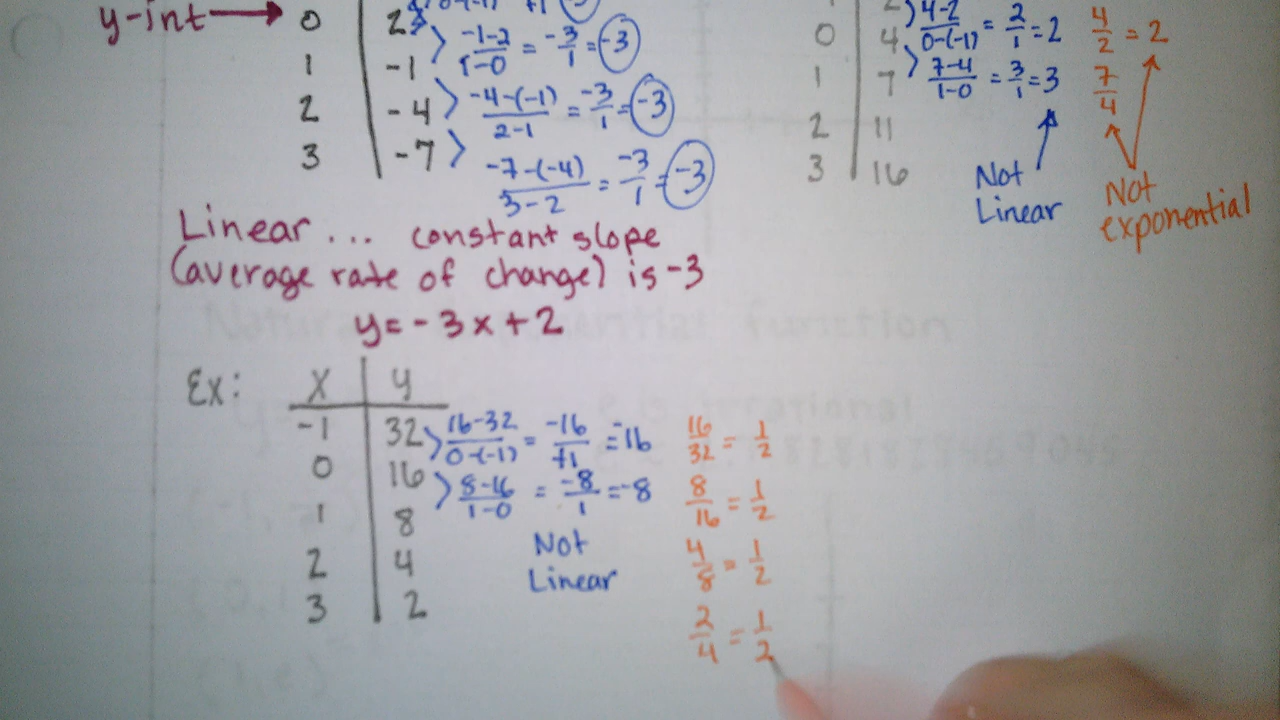 y-int 0 2
1 -1 -1-2/1-0 = -3/1 = -3
2 -4 -4-(-1)/2-1 = -3/1 = -3
3 -7 -7-(-4)/3-2 = -3/1 = -3
Linear ... constant slope
(average rate of change) is -3
y = -3x + 2
0 4 4-2/0-(-1) = 2/1 = 2 4/2 = 2
1 7 7-4/1-0 = 3/1 = 3 7/4
2 11
3 16
Not
Linear
Not
exponential
Ex: x y
-1 32 16-32/0-(-1) = -16/+1 = -16 16/32 = 1/2
0 16 8-16/1-0 = -8/1 = -8 8/16 = 1/2
1 8
2 4 4/8 = 1/2
3 2 2/4 = 1/2
Not
Linear